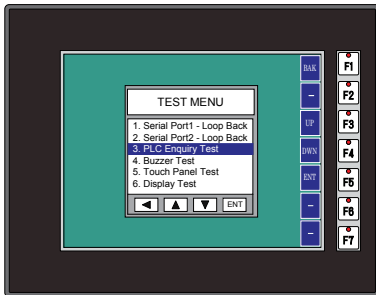 TEST MENU
1. Serial Port1 - Loop Back
2. Serial Port2 - Loop Back
3. PLC Enquiry Test
4. Buzzer Test
5. Touch Panel Test
6. Display Test
ENT
BAK
–
UP
DWN
ENT
–
–
F1
F2
F3
F4
F5
F6
F7